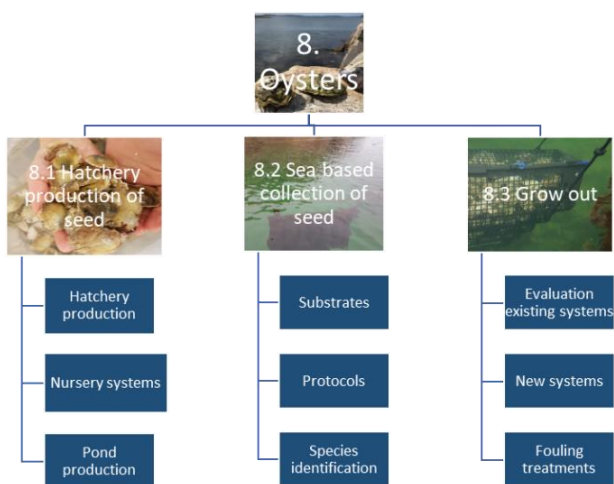 8.
Oysters
8.1 Hatchery
production of
seed
8.2 Sea based
collection of
seed
8.3 Grow out
Hatchery
production
Nursery systems
Pond
production
Substrates
Protocols
Species
identification
Evaluation
existing systems
New systems
Fouling
treatments